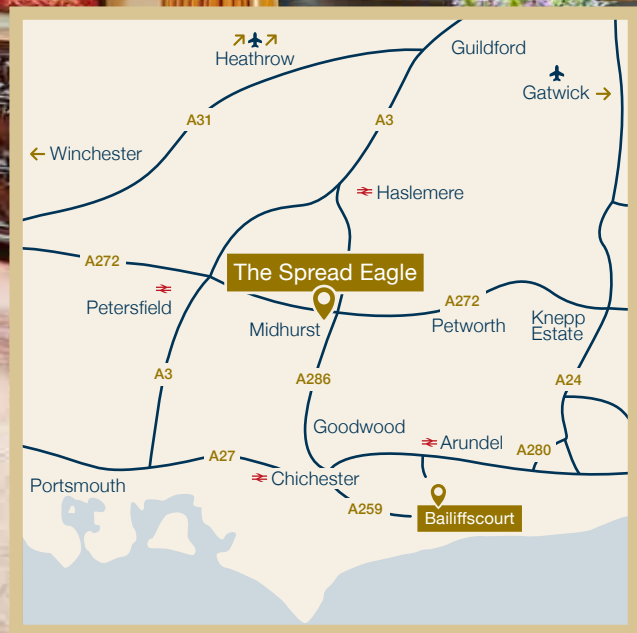 Guildford
Heathrow
Gatwick
A31
A3
Winchester
Haslemere
A272
The Spread Eagle
Petersfield
A272
Midhurst
Petworth
Knepp
Estate
A3
A286
A24
Goodwood
Arundel
A27
A280
Chichester
Portsmouth
A259
Bailiffscourt